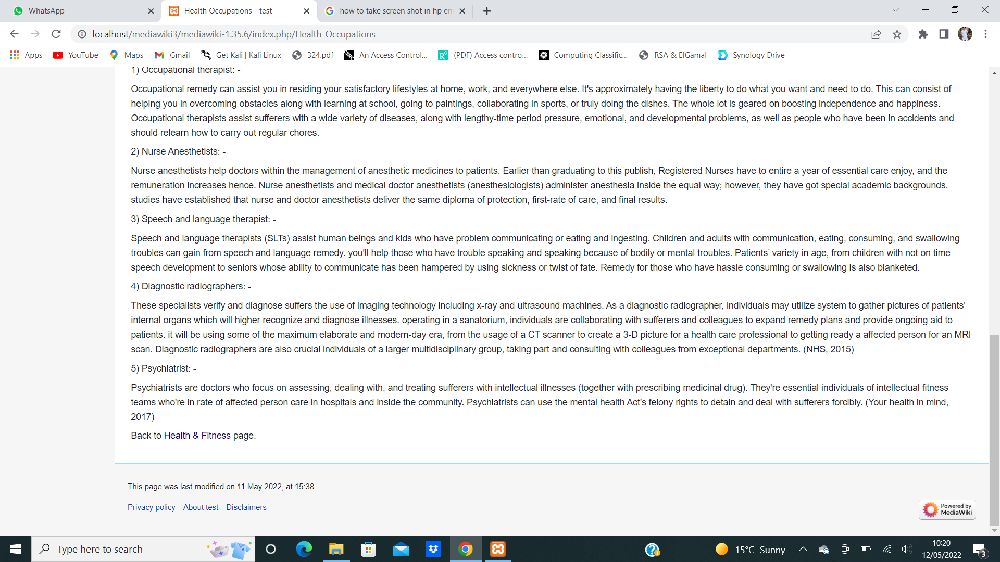 WhatsApp
Health Occupations - test
how to take screen shot in hp en
localhost/mediawiki3/mediawiki-1.35.6/index.php/Health_Occupations
Apps YouTube Maps Gmail Get Kali | Kali Linux 324.pdf An Access Control... (PDF) Access contro... Computing Classific... RSA & ElGamal Synology Drive
1) Occupational therapist: -
Occupational remedy can assist you in residing your satisfactory lifestyles at home, work, and everywhere else. It's approximately having the liberty to do what you want and need to do. This can consist of
helping you in overcoming obstacles along with learning at school, going to paintings, collaborating in sports, or truly doing the dishes. The whole lot is geared on boosting independence and happiness.
Occupational therapists assist sufferers with a wide variety of diseases, along with lengthy-time period pressure, emotional, and developmental problems, as well as people who have been in accidents and
should relearn how to carry out regular chores.
2) Nurse Anesthetists: -
Nurse anesthetists help doctors within the management of anesthetic medicines to patients. Earlier than graduating to this publish, Registered Nurses have to entire a year of essential care enjoy, and the
remuneration increases hence. Nurse anesthetists and medical doctor anesthetists (anesthesiologists) administer anesthesia inside the equal way; however, they have got special academic backgrounds.
studies have established that nurse and doctor anesthetists deliver the same diploma of protection, first-rate of care, and final results.
3) Speech and language therapist: -
Speech and language therapists (SLTs) assist human beings and kids who have problem communicating or eating and ingesting. Children and adults with communication, eating, consuming, and swallowing
troubles can gain from speech and language remedy. you'll help those who have trouble speaking and speaking because of bodily or mental troubles. Patients' variety in age, from children with not on time
speech development to seniors whose ability to communicate has been hampered by using sickness or twist of fate. Remedy for those who have hassle consuming or swallowing is also blanketed.
4) Diagnostic radiographers: -
These specialists verify and diagnose suffers the use of imaging technology including x-ray and ultrasound machines. As a diagnostic radiographer, individuals may utilize system to gather pictures of patients'
internal organs which will higher recognize and diagnose illnesses. operating in a sanatorium, individuals are collaborating with sufferers and colleagues to expand remedy plans and provide ongoing aid to
patients. it will be using some of the maximum elaborate and modern-day era, from the usage of a CT scanner to create a 3-D picture for a health care professional to getting ready a affected person for an MRI
scan. Diagnostic radiographers are also crucial individuals of a larger multidisciplinary group, taking part and consulting with colleagues from exceptional departments. (NHS, 2015)
5) Psychiatrist: -
Psychiatrists are doctors who focus on assessing, dealing with, and treating sufferers with intellectual illnesses (together with prescribing medicinal drug). They're essential individuals of intellectual fitness
teams who're in rate of affected person care in hospitals and inside the community. Psychiatrists can use the mental health Act's felony rights to detain and deal with sufferers forcibly. (Your health in mind,
2017)
Back to Health & Fitness page.
This page was last modified on 11 May 2022, at 15:38.
Privacy policy About test Disclaimers
Powered by
MediaWiki
Type here to search
15°C Sunny
10:20
12/05/2022
3